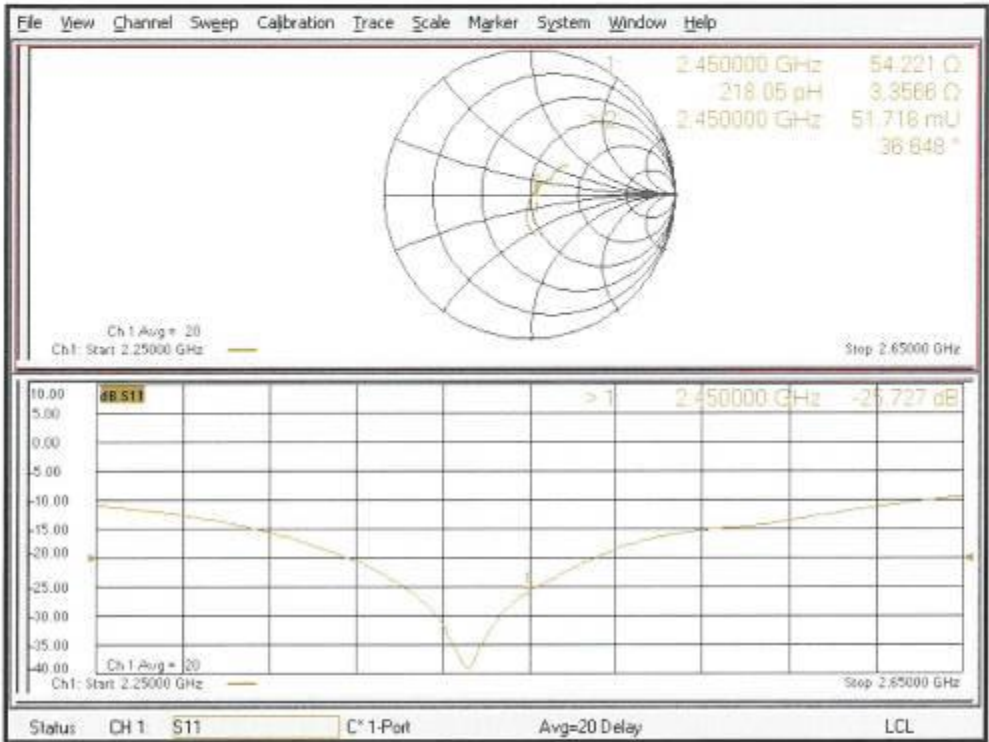 File View Channel Sweep Calibration Trace Scale Marker System Window Help
1 2.450000 GHz 54.221 Ω
218.05 pH 3.3566 Ω
> 2 2.450000 GHz 51.718 mU
36.648 °
Ch 1 Avg = 20
Ch1: Start 2.25000 GHz Stop 2.65000 GHz
10.00 dB S11 > 1 2.450000 GHz -25.727 dB
5.00
0.00
-5.00
-10.00
-15.00
-20.00
1
-25.00
-30.00
-35.00
-40.00 Ch 1 Avg = 20
Ch1: Start 2.25000 GHz Stop 2.65000 GHz
Status CH 1: S11 C* 1-Port Avg=20 Delay LCL